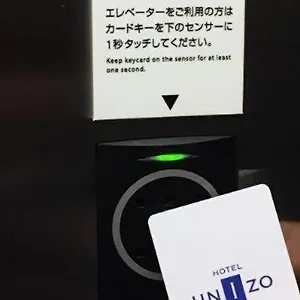 エレベーターをご利用の方は
カードキーを下のセンサーに
1秒タッチしてください。
Keep keycard on the sensor for at least
one second.
HOTEL
UNIZO